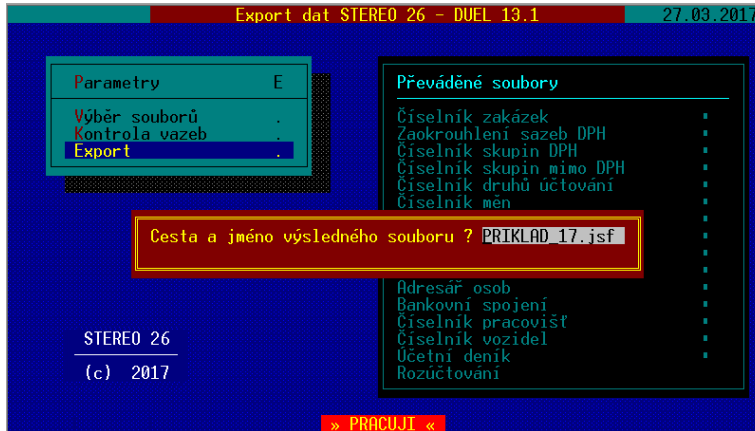 Export dat STEREO 26 - DUEL 13.1
27.03.2017
Parametry E
Výběr souborů .
Kontrola vazeb .
Export .
Převáděné soubory
Číselník zakázek
Zaokrouhlení sazeb DPH
Číselník skupin DPH
Číselník skupin mimo DPH
Číselník druhů účtování
Číselník měn
Cesta a jméno výsledného souboru ? PRIKLAD_17.jsf
Adresář osob
Bankovní spojení
Číselník pracovišť
Číselník vozidel
Účetní deník
Rozúčtování
STEREO 26
(c) 2017
» PRACUJI «